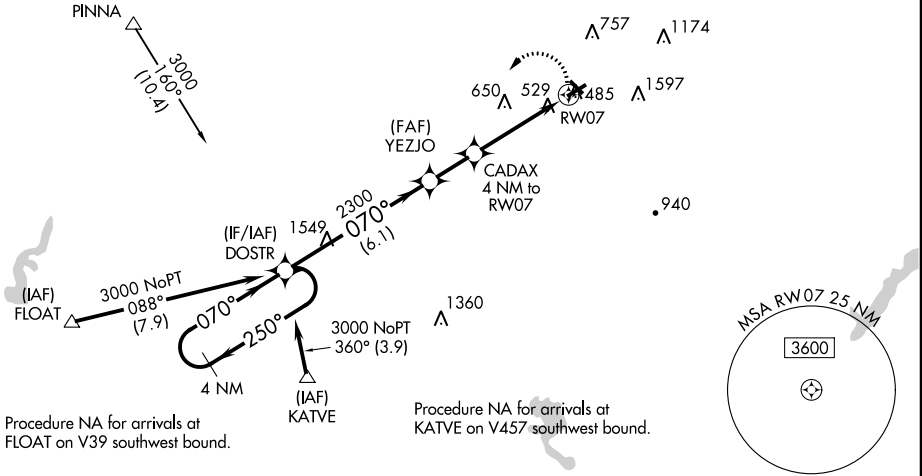 PINNA
3000
160°
(10.4)
757
1174
650
529
485
1597
RW07
(FAF)
YEZJO
CADAX
4 NM to
RW07
940
2300
070°
(6.1)
1549
(IF/IAF)
DOSTR
(IAF)
FLOAT
3000 NoPT
088°
(7.9)
070°
250°
4 NM
3000 NoPT
360° (3.9)
(IAF)
KATVE
1360
MSA RW07 25 NM
3600
Procedure NA for arrivals at
FLOAT on V39 southwest bound.
Procedure NA for arrivals at
KATVE on V457 southwest bound.